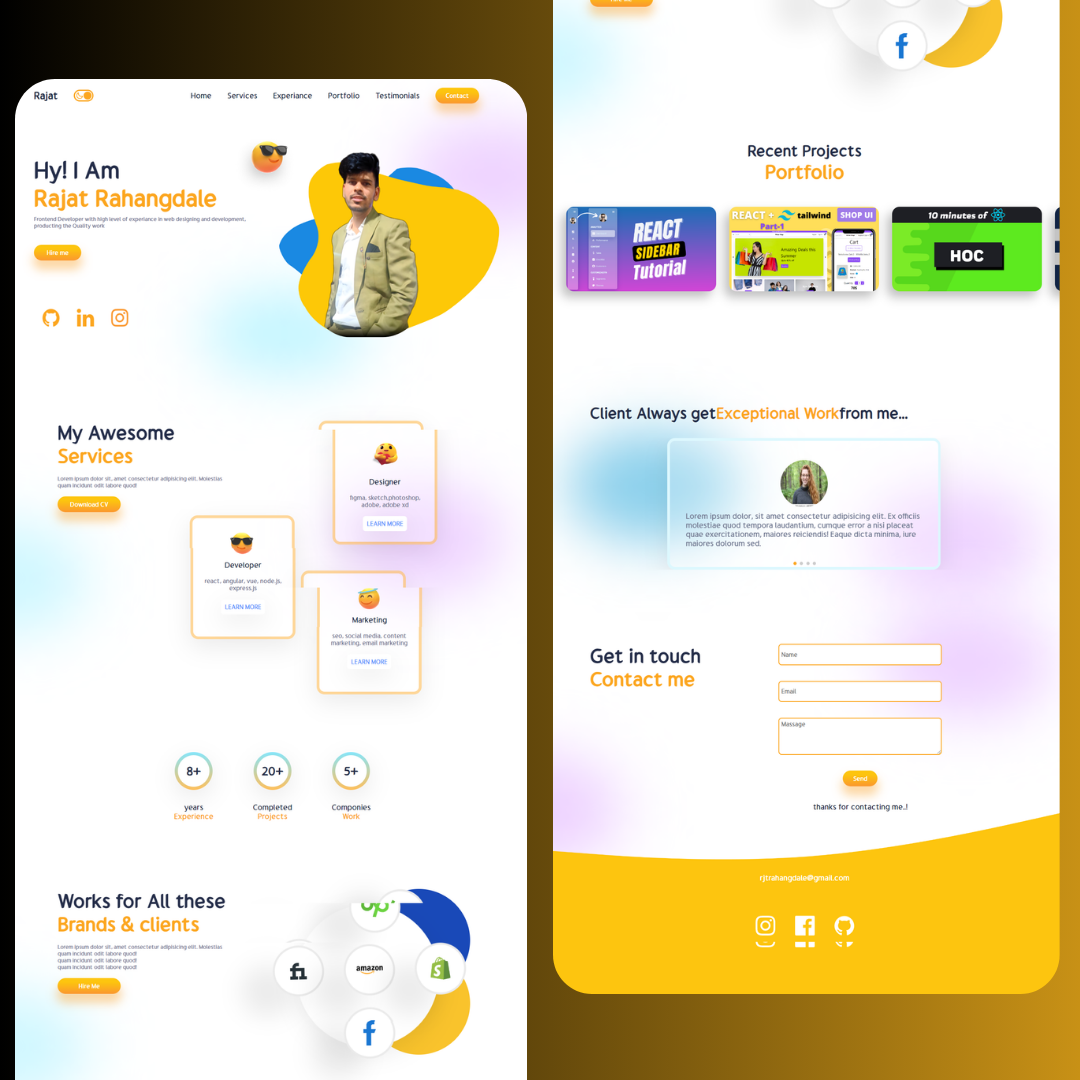 Rajat
Home Services Experiance Portfolio Testimonials Contact
Hy! I Am
Rajat Rahangdale
Frontend Developer with high level of experiance in web designing and development,
producting the Quality work
Hire me
My Awesome
Services
Lorem ipsum dolor sit, amet consectetur adipisicing elit. Molestias
quam incidunt odit labore quod!
Download CV
Designer
figma, sketch,photoshop,
adobe, adobe xd
LEARN MORE
Developer
react, angular, vue, node.js,
express.js
LEARN MORE
Marketing
seo, social media, content
marketing, email marketing
LEARN MORE
8+ 20+ 5+
years Completed Componies
Experience Projects Work
Works for All these
Brands & clients
Lorem ipsum dolor sit, amet consectetur adipisicing elit. Molestias
quam incidunt odit labore quod!
quam incidunt odit labore quod!
quam incidunt odit labore quod!
Hire Me
up
fi
amazon
Recent Projects
Portfolio
REACT
SIDEBAR
Tutorial
REACT + tailwind SHOP UI
Part-1
Amazing Deals this
Summer
Cart
10 minutes of
HOC
Client Always getExceptional Workfrom me...
Lorem ipsum dolor, sit amet consectetur adipisicing elit. Ex officiis
molestiae quod tempora laudantium, cumque error a nisi placeat
quae exercitationem, maiores reiciendis! Eaque dicta minima, iure
maiores dolorum sed.
Get in touch
Contact me
Name
Email
Massage
Send
thanks for contacting me..!
rjtrahangdale@gmail.com